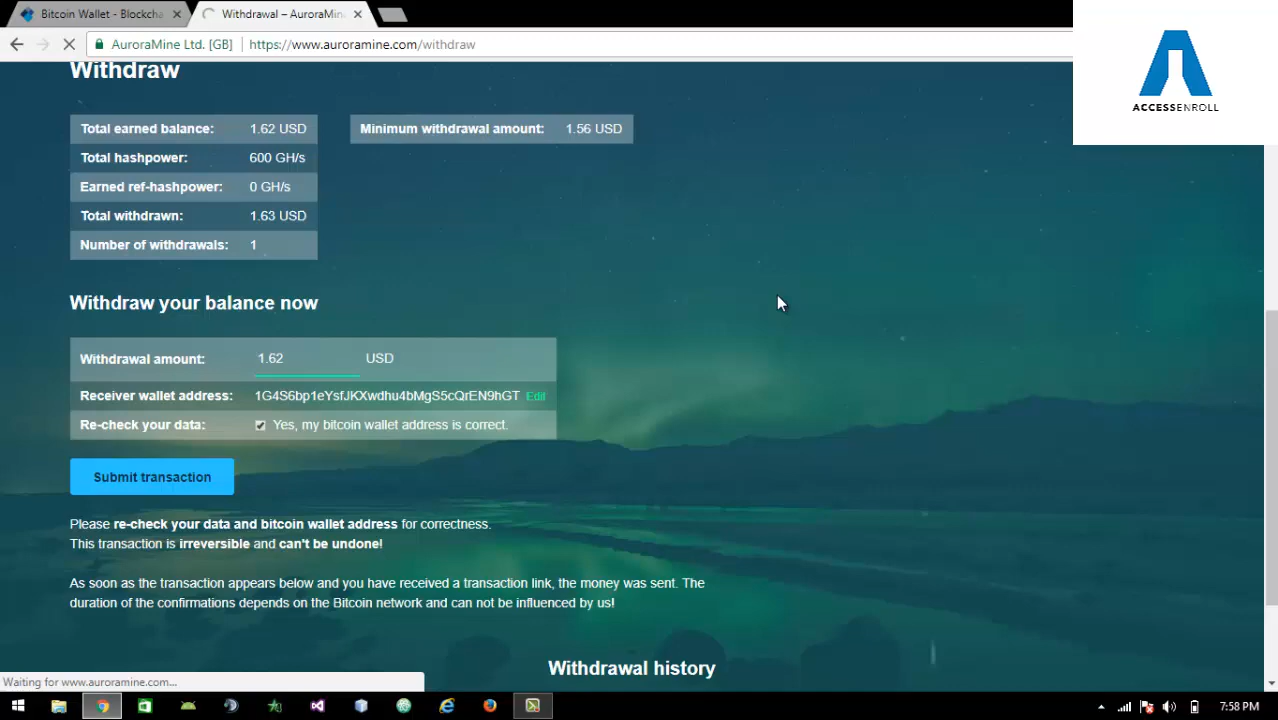 Bitcoin Wallet - Blockcha
Withdrawal – AuroraMin
AuroraMine Ltd. [GB]
https://www.auroramine.com/withdraw
ACCESSENROLL
Withdraw
Total earned balance: 1.62 USD
Minimum withdrawal amount: 1.56 USD
Total hashpower: 600 GH/s
Earned ref-hashpower: 0 GH/s
Total withdrawn: 1.63 USD
Number of withdrawals: 1
Withdraw your balance now
Withdrawal amount: 1.62 USD
Receiver wallet address: 1G4S6bp1eYsfJKXwdhu4bMgS5cQrEN9hGT Edit
Re-check your data: Yes, my bitcoin wallet address is correct.
Submit transaction
Please re-check your data and bitcoin wallet address for correctness.
This transaction is irreversible and can't be undone!
As soon as the transaction appears below and you have received a transaction link, the money was sent. The
duration of the confirmations depends on the Bitcoin network and can not be influenced by us!
Withdrawal history
Waiting for www.auroramine.com...
7:58 PM